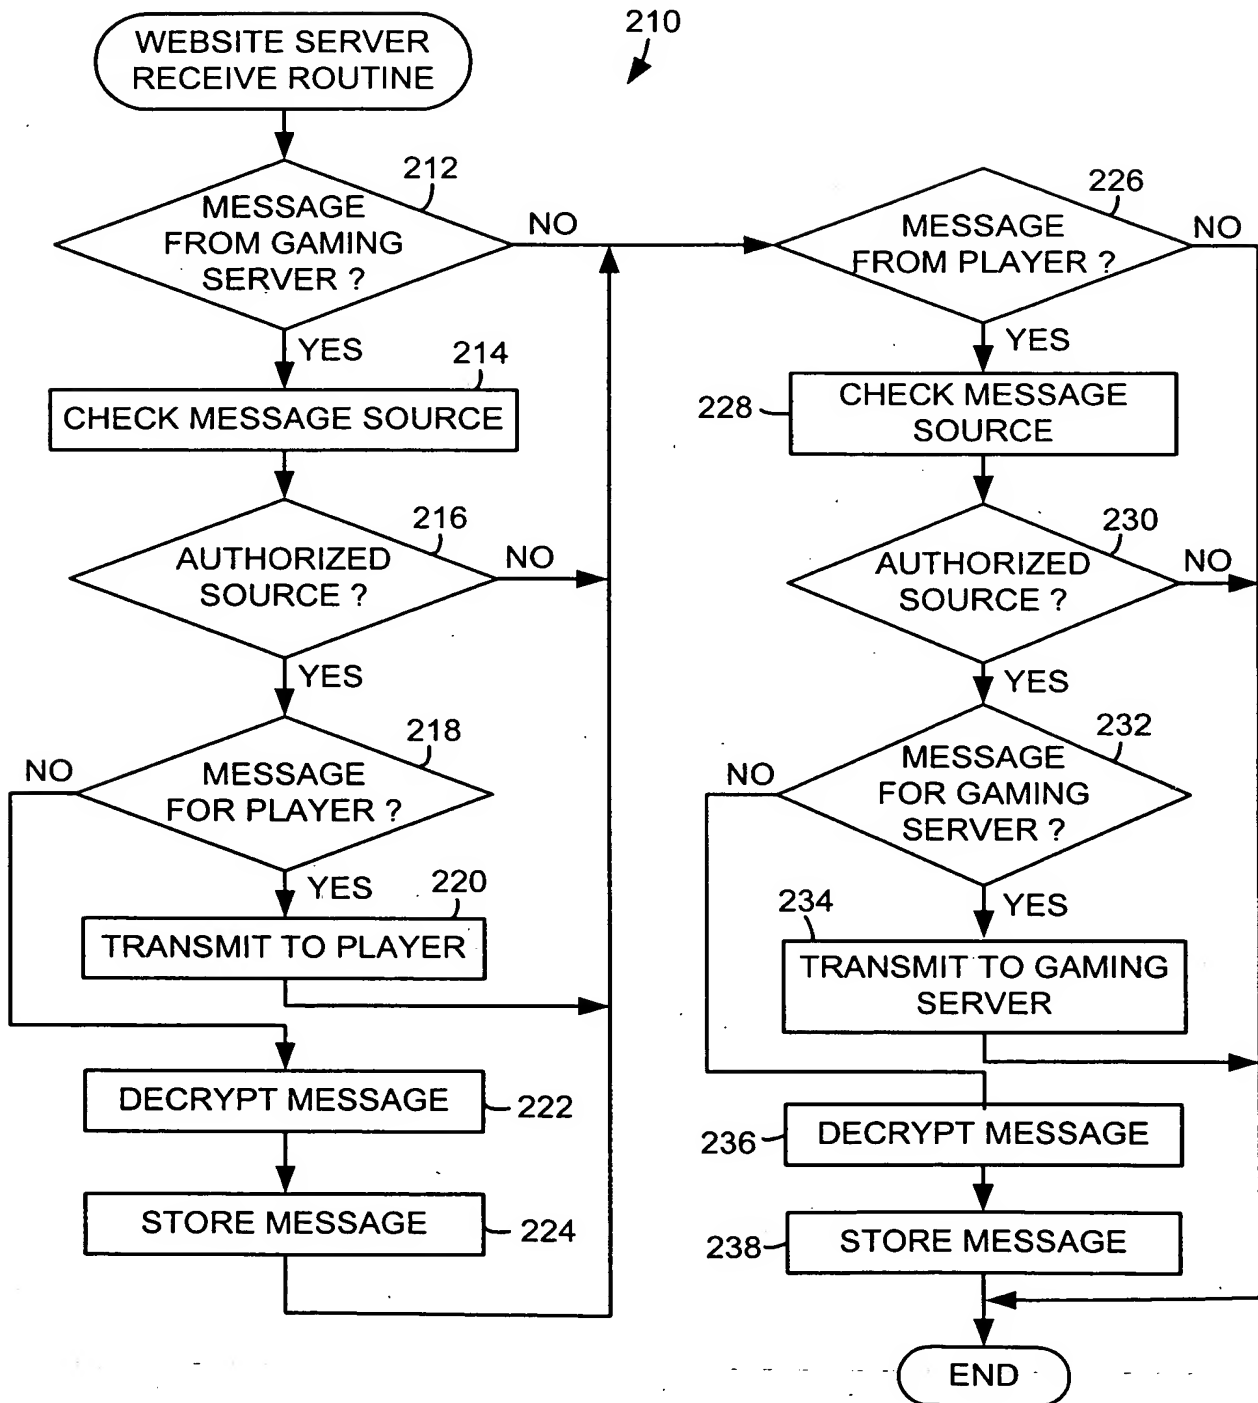 210
WEBSITE SERVER
RECEIVE ROUTINE
212
MESSAGE
FROM GAMING
SERVER ?
NO
YES
214
CHECK MESSAGE SOURCE
216
AUTHORIZED
SOURCE ?
NO
YES
218
MESSAGE
FOR PLAYER ?
NO
YES
220
TRANSMIT TO PLAYER
DECRYPT MESSAGE
222
STORE MESSAGE
224
226
MESSAGE
FROM PLAYER ?
NO
YES
228
CHECK MESSAGE
SOURCE
230
AUTHORIZED
SOURCE ?
NO
YES
232
MESSAGE
FOR GAMING
SERVER ?
NO
YES
234
TRANSMIT TO GAMING
SERVER
236
DECRYPT MESSAGE
238
STORE MESSAGE
END